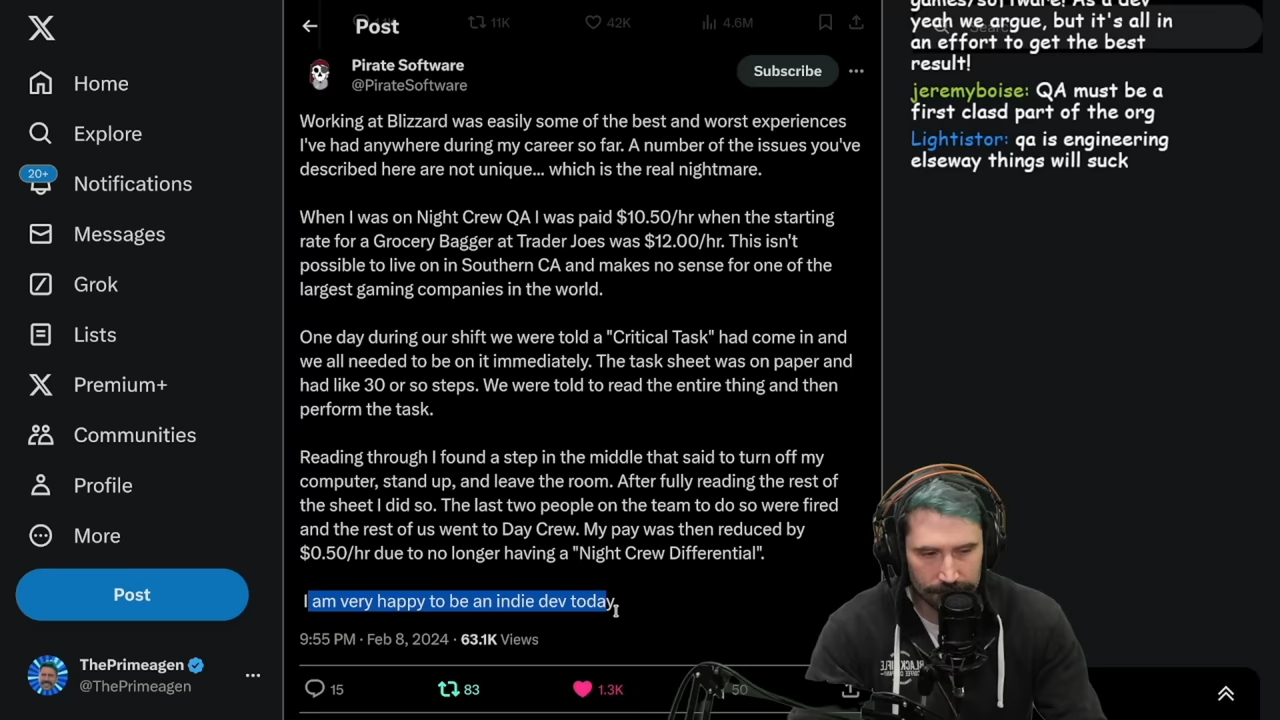 11K
42K
4.6M
Post
Home
Explore
20+
Notifications
Messages
Grok
Lists
Premium+
Communities
Profile
More
Post
ThePrimeagen
@ThePrimeagen
Pirate Software
@PirateSoftware
Subscribe
Working at Blizzard was easily some of the best and worst experiences
I've had anywhere during my career so far. A number of the issues you've
described here are not unique... which is the real nightmare.
When I was on Night Crew QA I was paid $10.50/hr when the starting
rate for a Grocery Bagger at Trader Joes was $12.00/hr. This isn't
possible to live on in Southern CA and makes no sense for one of the
largest gaming companies in the world.
One day during our shift we were told a "Critical Task" had come in and
we all needed to be on it immediately. The task sheet was on paper and
had like 30 or so steps. We were told to read the entire thing and then
perform the task.
Reading through I found a step in the middle that said to turn off my
computer, stand up, and leave the room. After fully reading the rest of
the sheet I did so. The last two people on the team to do so were fired
and the rest of us went to Day Crew. My pay was then reduced by
$0.50/hr due to no longer having a "Night Crew Differential".
I am very happy to be an indie dev today.
9:55 PM · Feb 8, 2024 · 63.1K Views
15
83
1.3K
50
games/software! As a dev
yeah we argue, but it's all in
an effort to get the best
result!
jeremyboise: QA must be a
first clasd part of the org
Lightistor: qa is engineering
elseway things will suck